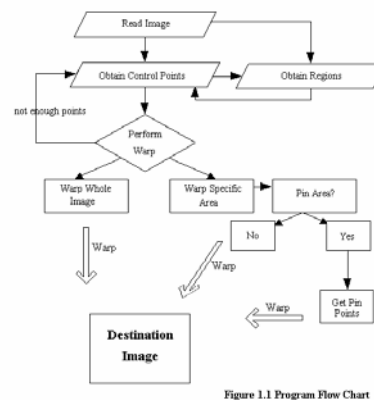 Read Image
Obtain Control Points
Obtain Regions
not enough points
Perform
Warp
Warp Whole
Image
Warp Specific
Area
Pin Area?
No
Yes
Warp
Warp
Get Pin
Points
Warp
Destination
Image
Figure 1.1 Program Flow Chart